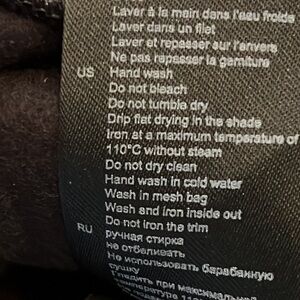 Laver à la main dans l'eau froide
Laver dans un filet
Laver et repasser sur l'envers
Ne pas repasser la garniture
US Hand wash
Do not bleach
Do not tumble dry
Drip flat drying in the shade
Iron at a maximum temperature of
110°C without steam
Do not dry clean
Hand wash in cold water
Wash in mesh bag
Wash and iron inside out
Do not iron the trim
RU ручная стирка
не отбеливать
Не использовать барабанную
сушку
Гладить при максимальной
температуре